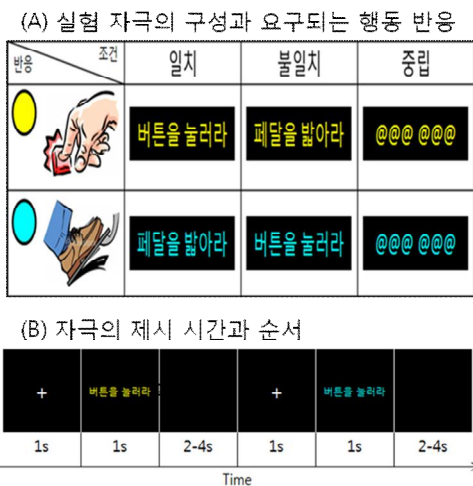 (A) 실험 자극의 구성과 요구되는 행동 반응
반응 조건 일치 불일치 중립
버튼을 눌러라 페달을 밟아라 @@@ @@@
페달을 밟아라 버튼을 눌러라 @@@ @@@
(B) 자극의 제시 시간과 순서
+ 버튼을 눌러라 + 버튼을 눌러라
1s 1s 2-4s 1s 1s 2-4s
Time